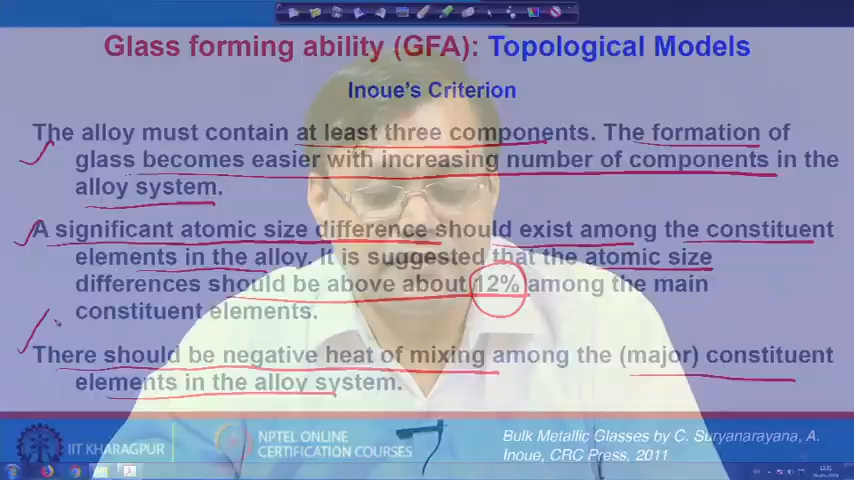 Glass forming ability (GFA): Topological Models
Inoue's Criterion
The alloy must contain at least three components. The formation of
glass becomes easier with increasing number of components in the
alloy system.
A significant atomic size difference should exist among the constituent
elements in the alloy. It is suggested that the atomic size
differences should be above about 12% among the main
constituent elements.
There should be negative heat of mixing among the (major) constituent
elements in the alloy system.
IIT KHARAGPUR
NPTEL ONLINE
CERTIFICATION COURSES
Bulk Metallic Glasses by C. Suryanarayana, A.
Inoue, CRC Press, 2011